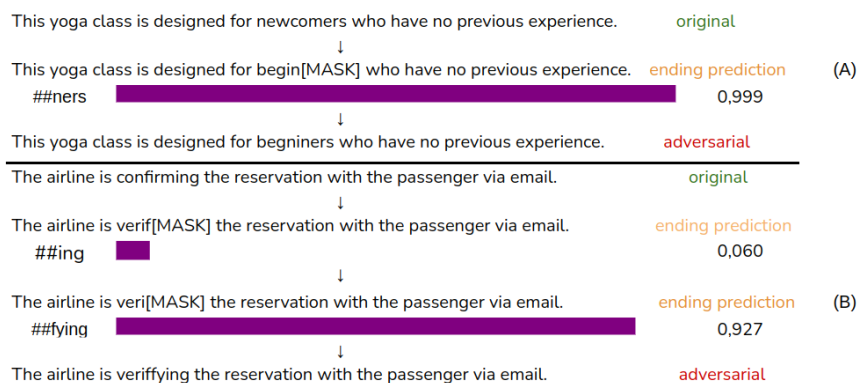 This yoga class is designed for newcomers who have no previous experience. original
↓
This yoga class is designed for begin[MASK] who have no previous experience. ending prediction (A)
##ners 0,999
↓
This yoga class is designed for begniners who have no previous experience. adversarial
The airline is confirming the reservation with the passenger via email. original
↓
The airline is verif[MASK] the reservation with the passenger via email. ending prediction
##ing 0,060
↓
The airline is veri[MASK] the reservation with the passenger via email. ending prediction (B)
##fying 0,927
↓
The airline is veriffying the reservation with the passenger via email. adversarial